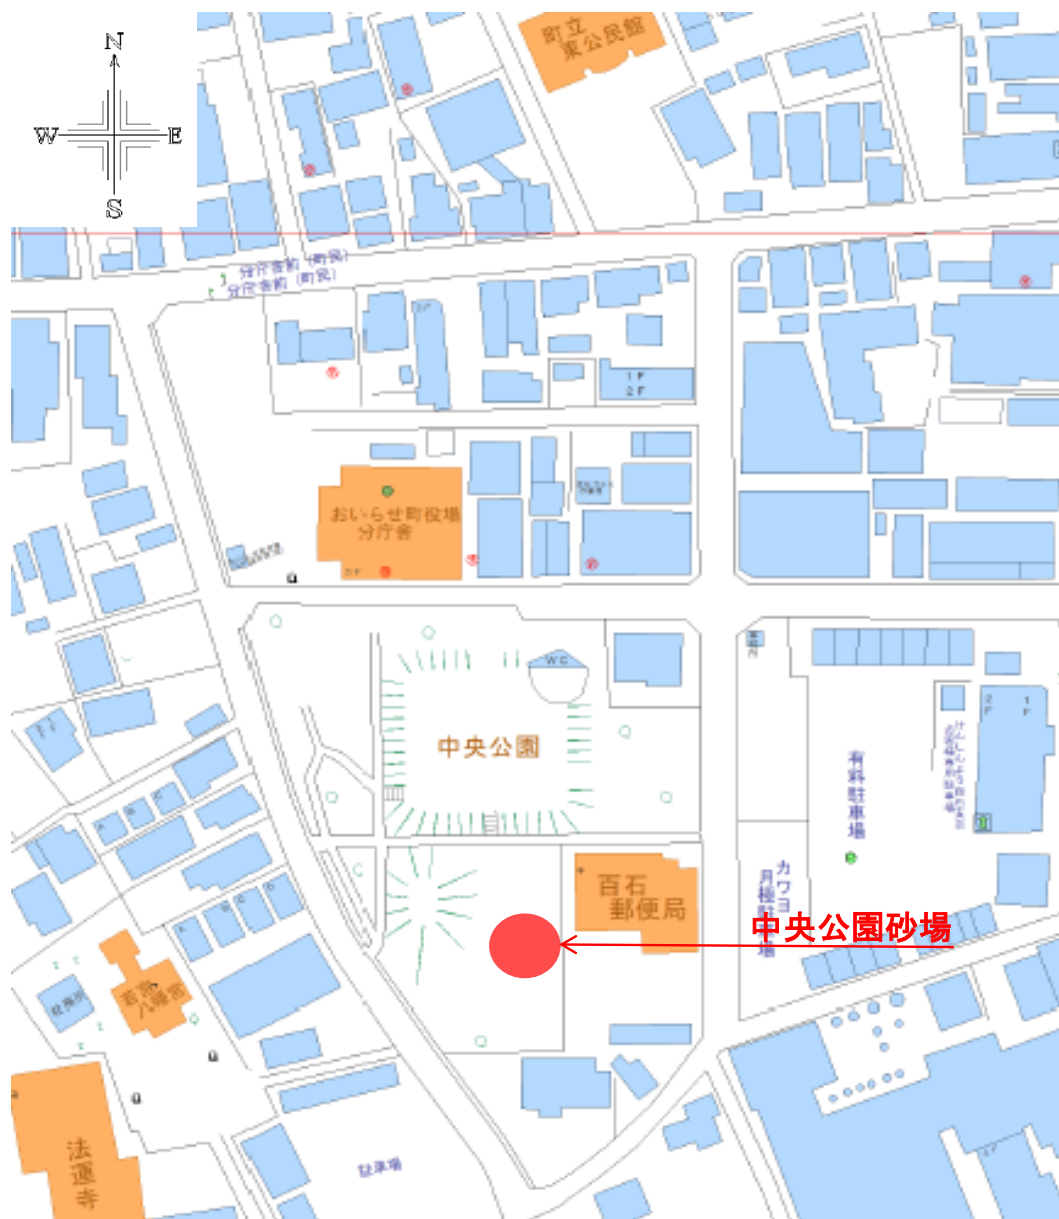 N
W E
S
町立
東公民館
分庁舎前 (町民)
分庁舎前 (町民)
3F
1F
2F
おいらせ町役場
分庁舎
WC
中央公園
2F
1F
有料駐車場
カワヨ
月極駐車場
百石
郵便局
中央公園砂場
八幡宮
法運寺
駐車場